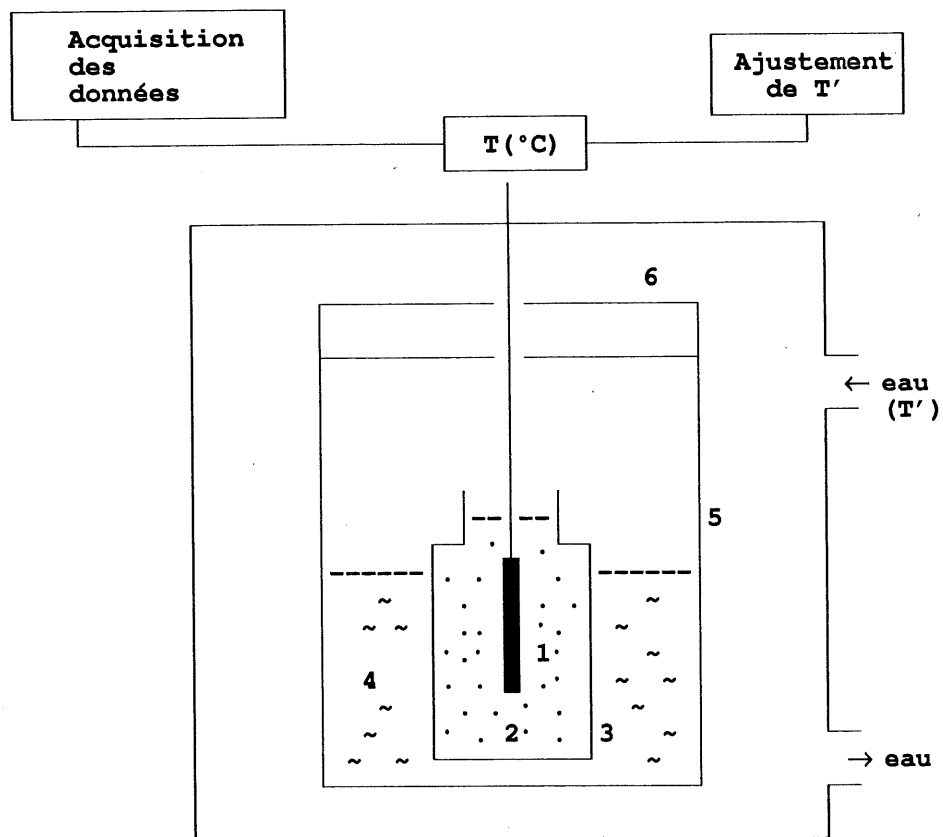 Acquisition
des
données
Ajustement
de T′
T(°C)
6
← eau
(T′)
5
1
4
2
3
→ eau